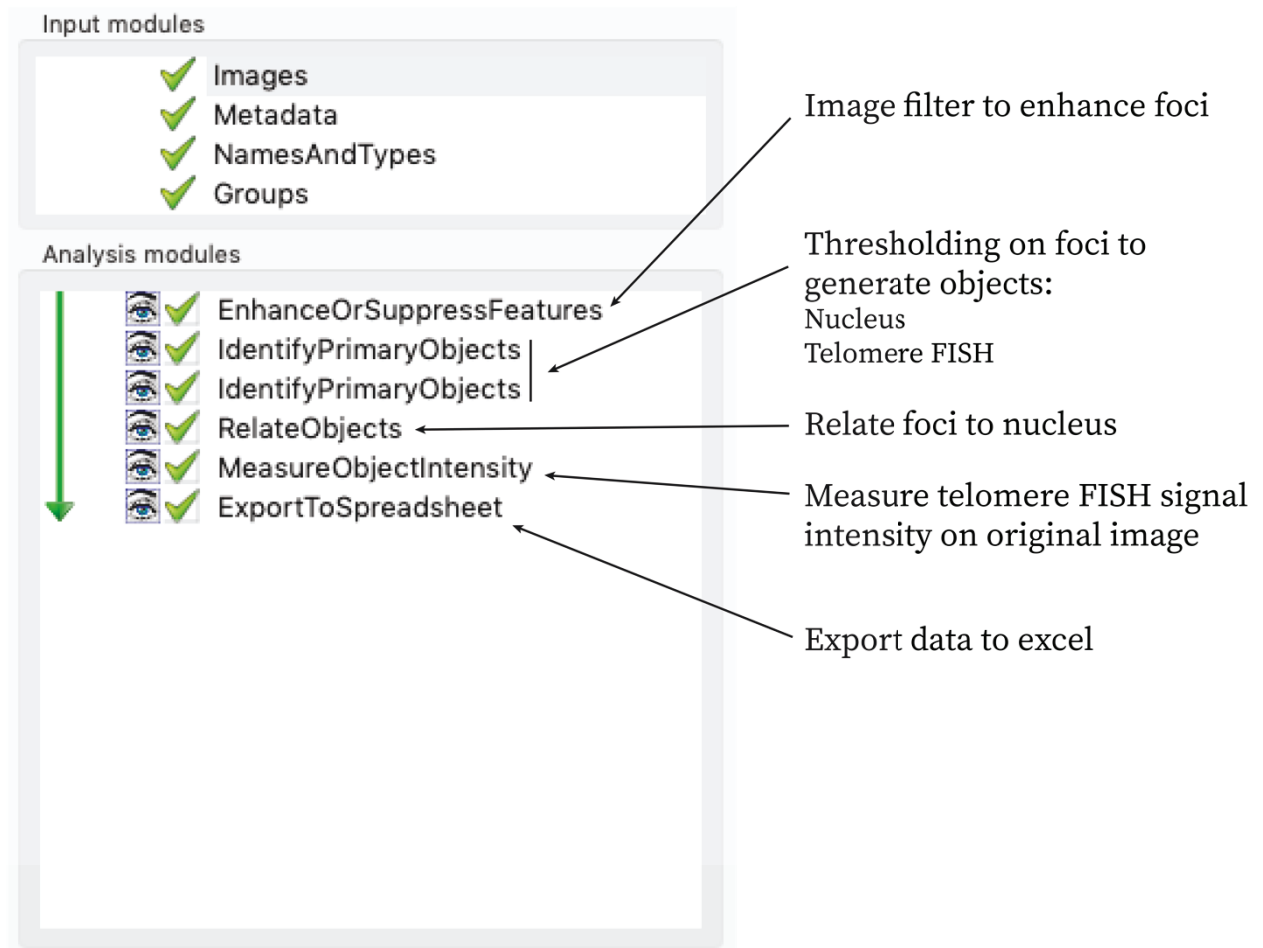 Input modules
Images
Metadata
NamesAndTypes
Groups
Analysis modules
EnhanceOrSuppressFeatures
IdentifyPrimaryObjects
IdentifyPrimaryObjects
RelateObjects
MeasureObjectIntensity
ExportToSpreadsheet
Image filter to enhance foci
Thresholding on foci to
generate objects:
Nucleus
Telomere FISH
Relate foci to nucleus
Measure telomere FISH signal
intensity on original image
Export data to excel